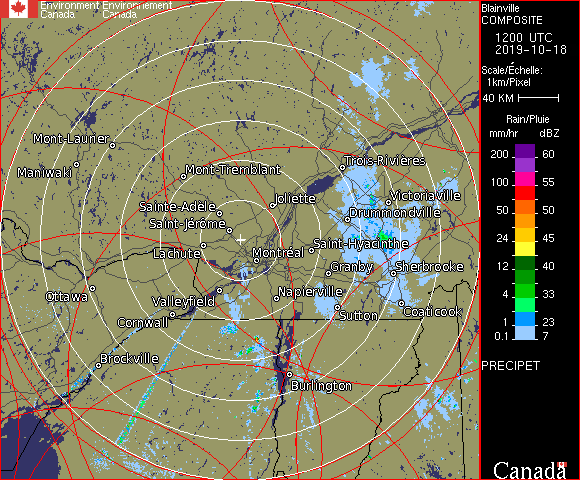 Environment Environnement
Canada Canada
Blainville
COMPOSITE
1200 UTC
2019-10-18
Scale/Échelle:
1km/Pixel
40 KM
Rain/Pluie
mm/hr dBZ
200 60
100 55
50 50
24 45
12 40
4 33
1 23
0.1 7
PRECIPET
Canada
Mont-Laurier
Maniwaki
Mont-Tremblant
Trois-Rivières
Joliette
Victoriaville
Sainte-Adèle
Drummondville
Saint-Jérôme
Saint-Hyacinthe
Lachute
Montréal
Granby
Sherbrooke
Ottawa
Valleyfield
Napierville
Coaticook
Cornwall
Sutton
Brockville
Burlington